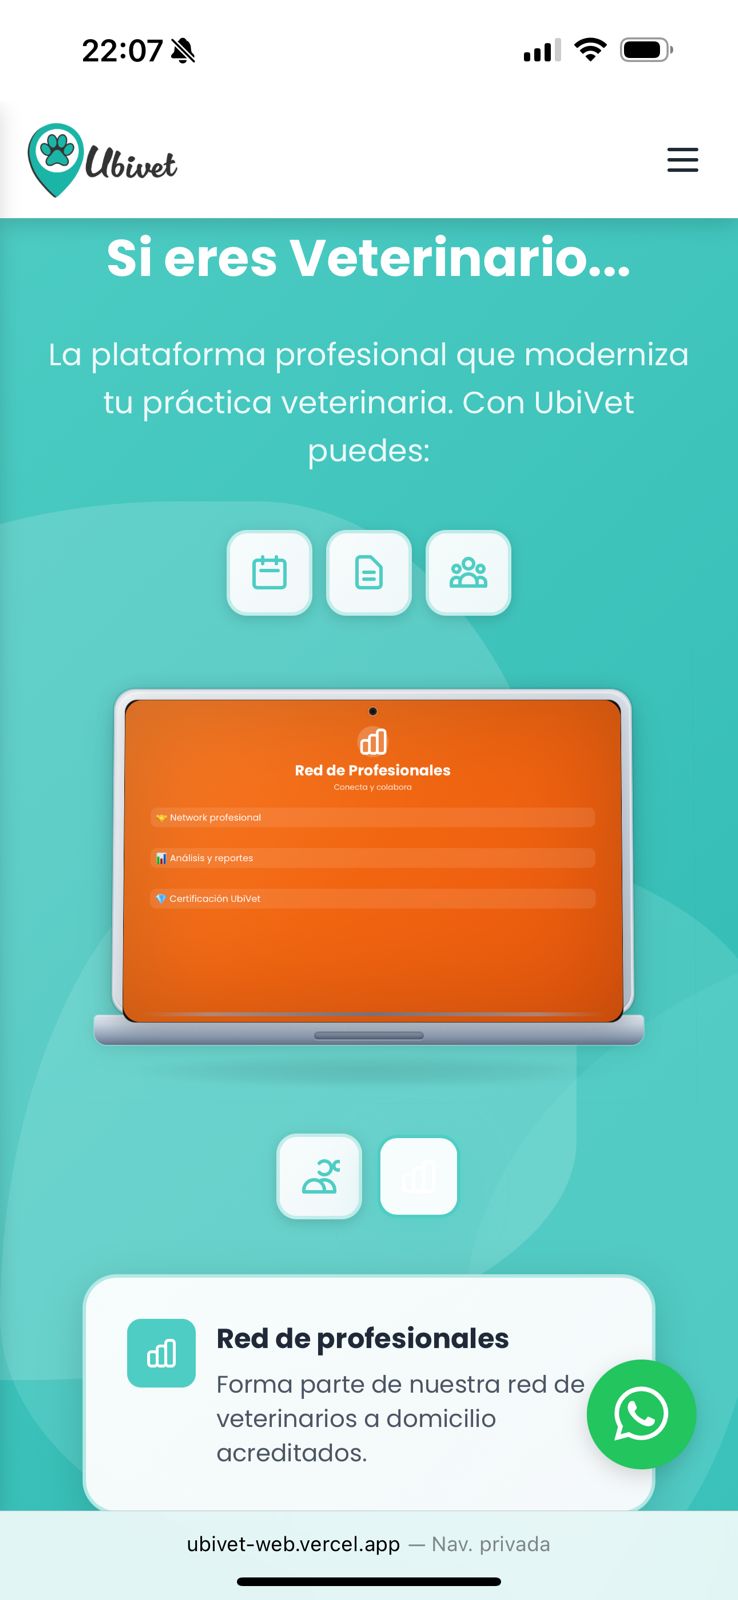 22:07
Ubivet
Si eres Veterinario...
La plataforma profesional que moderniza
tu práctica veterinaria. Con UbiVet
puedes:
Red de Profesionales
Conecta y colabora
Network profesional
Análisis y reportes
Certificación UbiVet
Red de profesionales
Forma parte de nuestra red de
veterinarios a domicilio
acreditados.
ubivet-web.vercel.app — Nav. privada